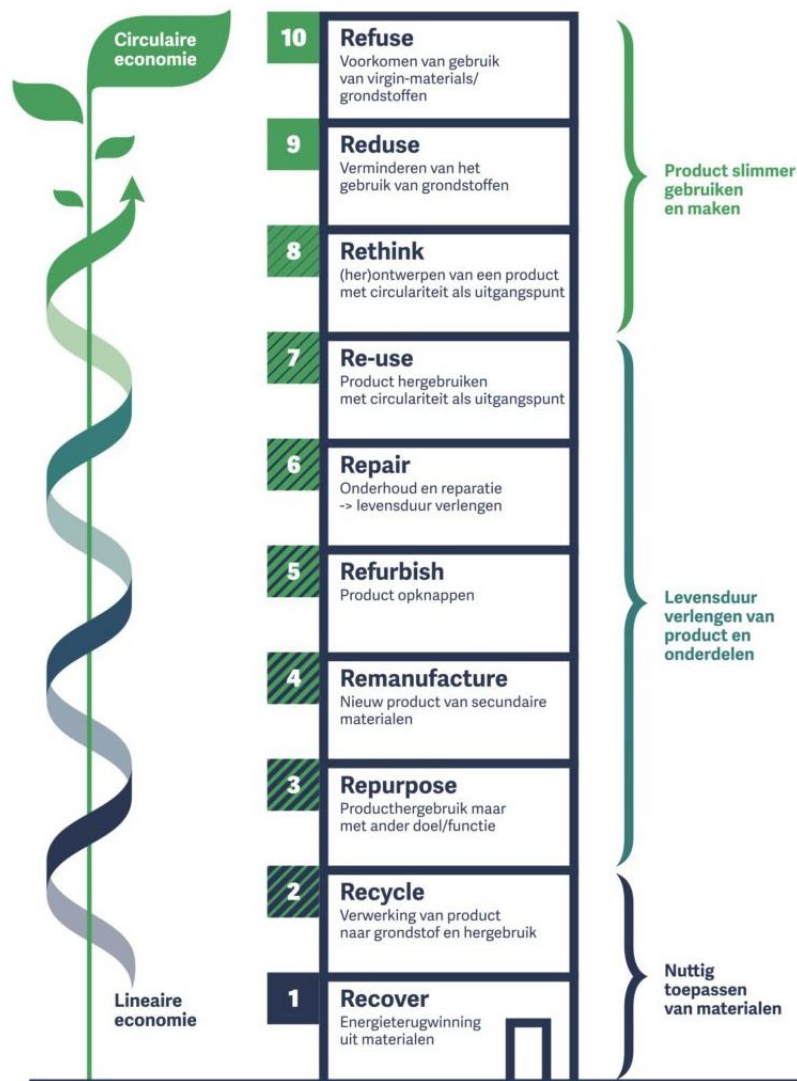 Circulaire
economie
10
Refuse
Voorkomen van gebruik
van virgin-materials/
grondstoffen
9
Reduse
Verminderen van het
gebruik van grondstoffen
8
Rethink
(her)ontwerpen van een product
met circulariteit als uitgangspunt
Product slimmer
gebruiken
en maken
7
Re-use
Product hergebruiken
met circulariteit als uitgangspunt
6
Repair
Onderhoud en reparatie
-> levensduur verlengen
5
Refurbish
Product opknappen
4
Remanufacture
Nieuw product van secundaire
materialen
3
Repurpose
Producthergebruik maar
met ander doel/functie
Levensduur
verlengen van
product en
onderdelen
2
Recycle
Verwerking van product
naar grondstof en hergebruik
1
Recover
Energieterugwinning
uit materialen
Nuttig
toepassen
van materialen
Lineaire
economie